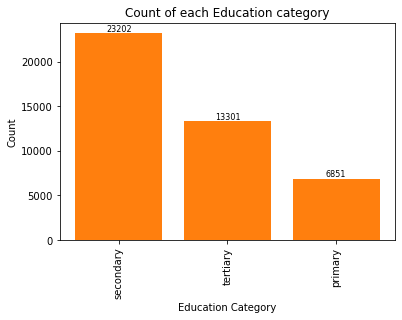 Count of each Education category
23202
13301
6851
20000
15000
10000
5000
0
Count
secondary
tertiary
primary
Education Category